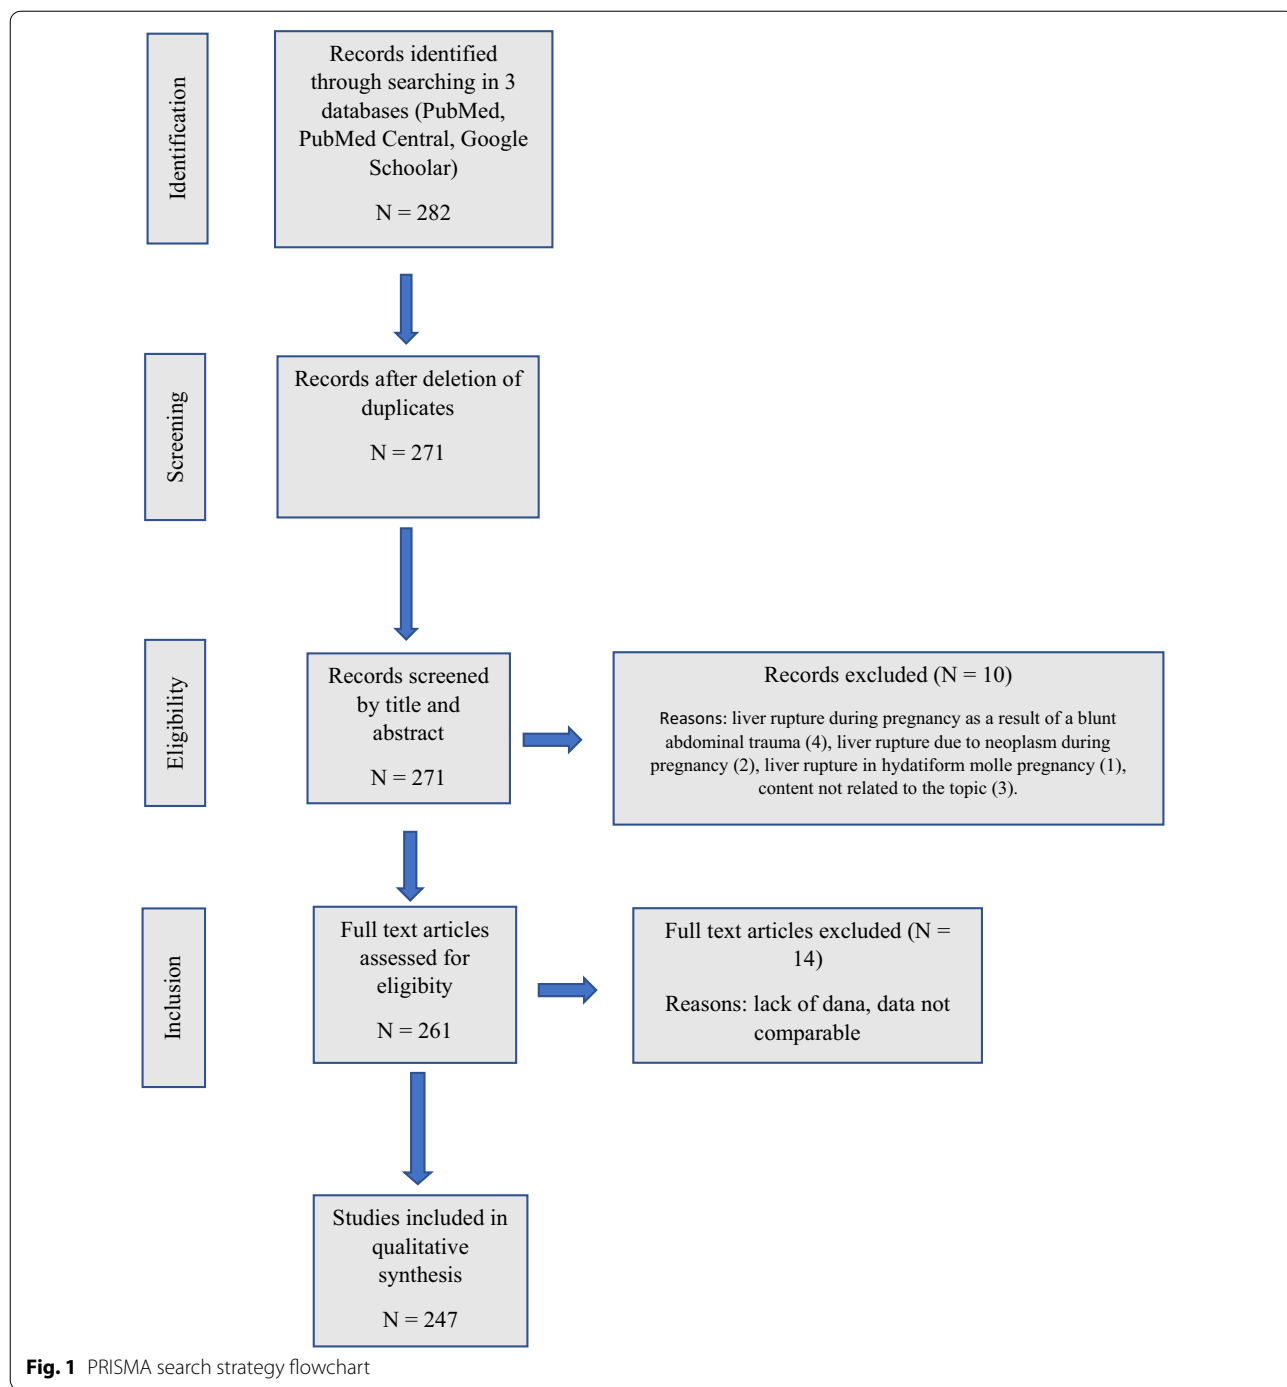 Identification
Records identified
through searching in 3
databases (PubMed,
PubMed Central, Google
Schoolar)
N = 282
Screening
Records after deletion of
duplicates
N = 271
Eligibility
Records screened
by title and
abstract
N = 271
Records excluded (N = 10)
Reasons: liver rupture during pregnancy as a result of a blunt
abdominal trauma (4), liver rupture due to neoplasm during
pregnancy (2), liver rupture in hydatiform molle pregnancy (1),
content not related to the topic (3).
Inclusion
Full text articles
assessed for
eligibity
N = 261
Full text articles excluded (N =
14)
Reasons: lack of dana, data not
comparable
Studies included in
qualitative
synthesis
N = 247
Fig. 1 PRISMA search strategy flowchart